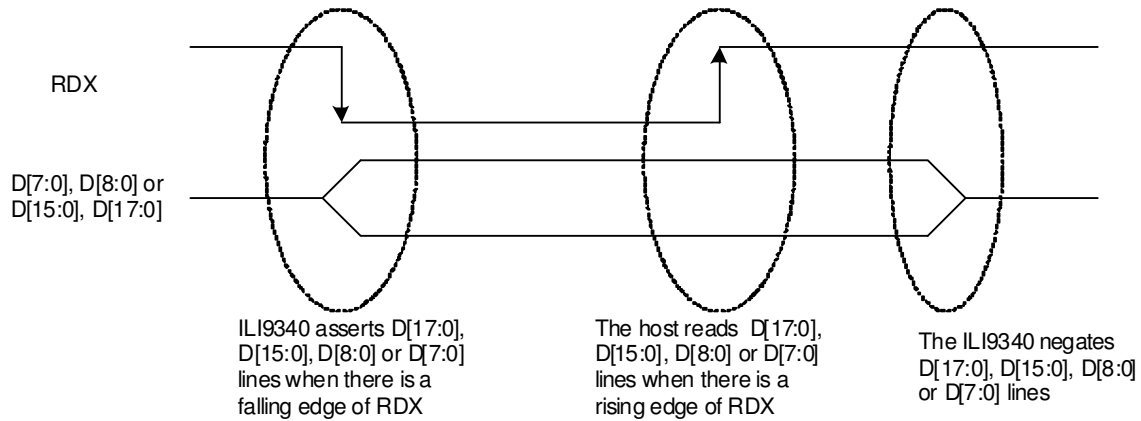 RDX
D[7:0], D[8:0] or
D[15:0], D[17:0]
ILI9340 asserts D[17:0],
D[15:0], D[8:0] or D[7:0]
lines when there is a
falling edge of RDX
The host reads D[17:0],
D[15:0], D[8:0] or D[7:0]
lines when there is a
rising edge of RDX
The ILI9340 negates
D[17:0], D[15:0], D[8:0]
or D[7:0] lines